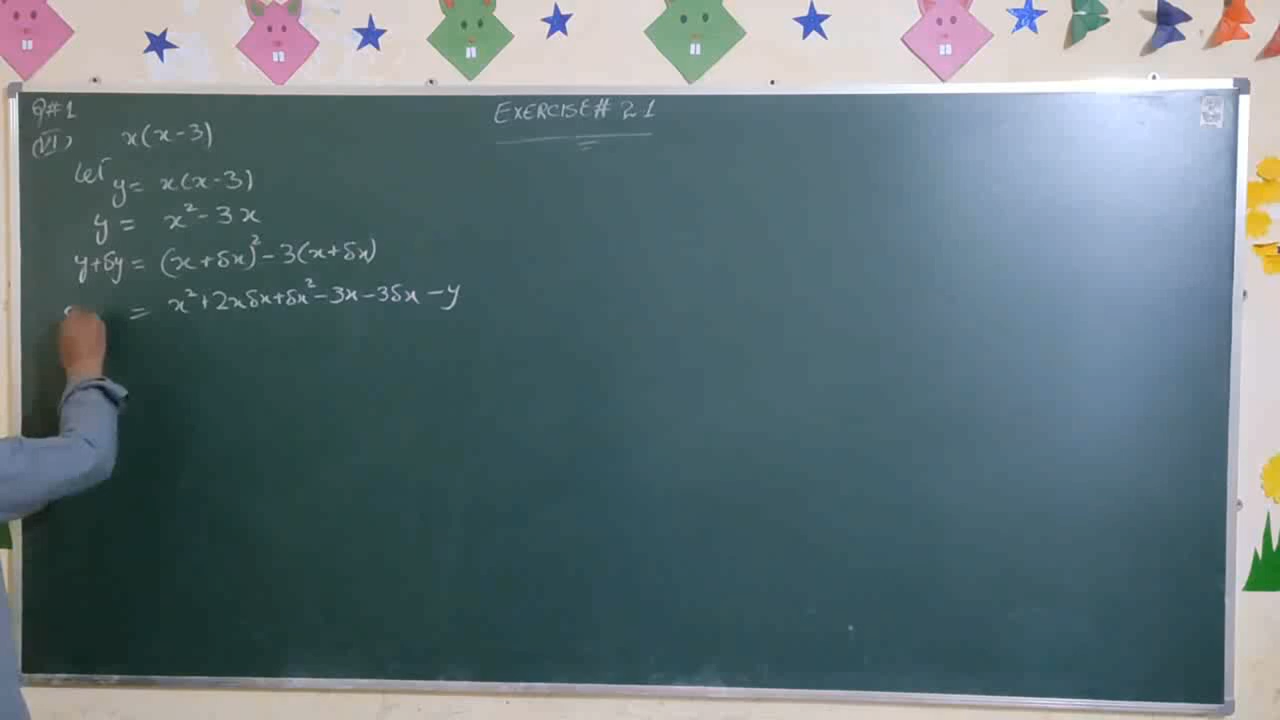 Q#1
EXERCISE# 2.1
(VI) x(x-3)
Let y= x(x-3)
y = x²-3x
y+δy = (x+δx)²-3(x+δx)
= x²+2xδx+δx²-3x-3δx-y